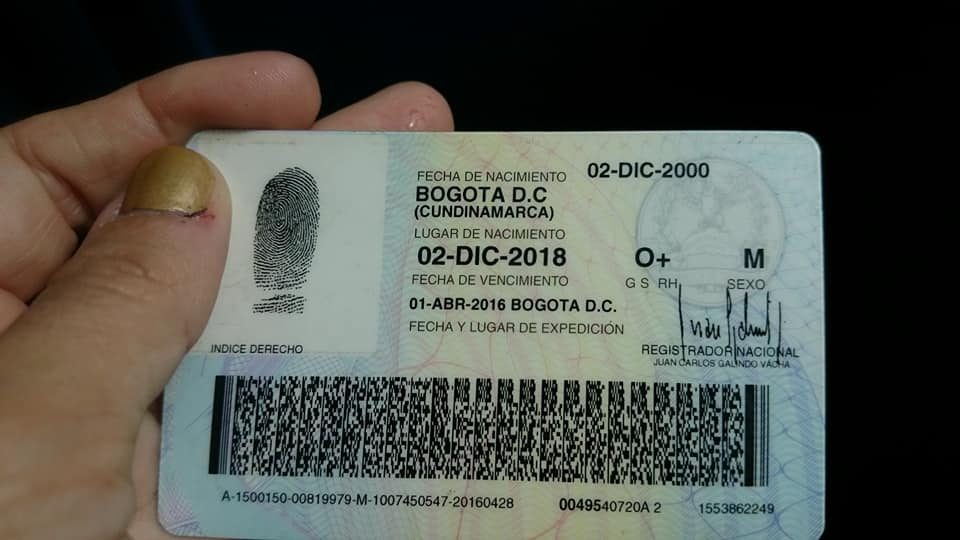 FECHA DE NACIMIENTO 02-DIC-2000
BOGOTA D.C
(CUNDINAMARCA)
LUGAR DE NACIMIENTO
02-DIC-2018 O+ M
FECHA DE VENCIMIENTO G S RH SEXO
01-ABR-2016 BOGOTA D.C.
FECHA Y LUGAR DE EXPEDICIÓN
INDICE DERECHO
REGISTRADOR NACIONAL
JUAN CARLOS GALINDO VACHA
A-1500150-00819979-M-1007450547-20160428 0049540720A 2 1553862249